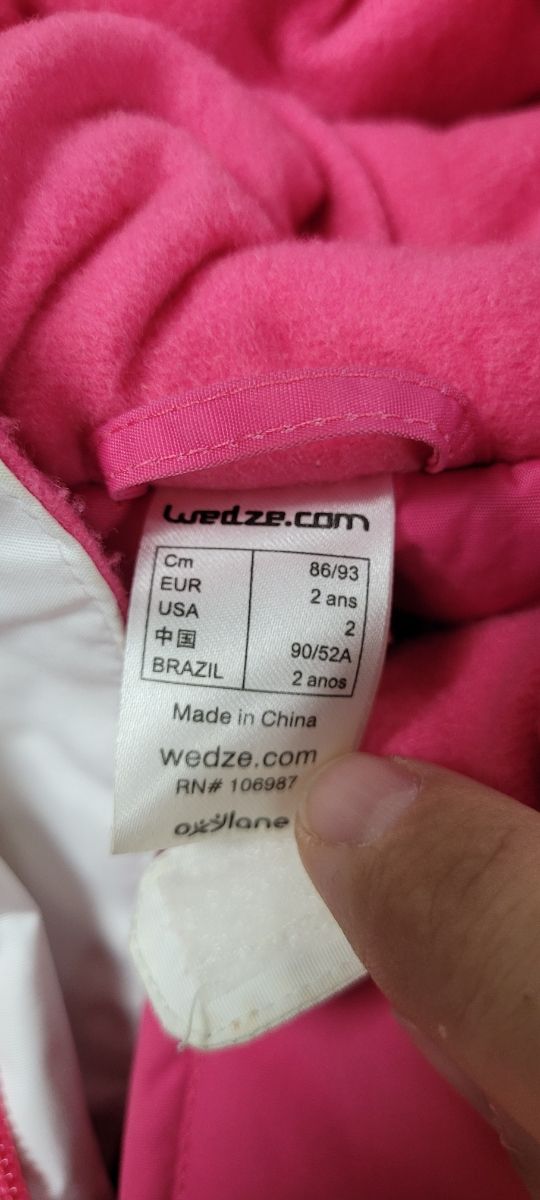 wedze.com
Cm 86/93
EUR 2 ans
USA 2
中国 90/52A
BRAZIL 2 anos
Made in China
wedze.com
RN# 106987
oxylane